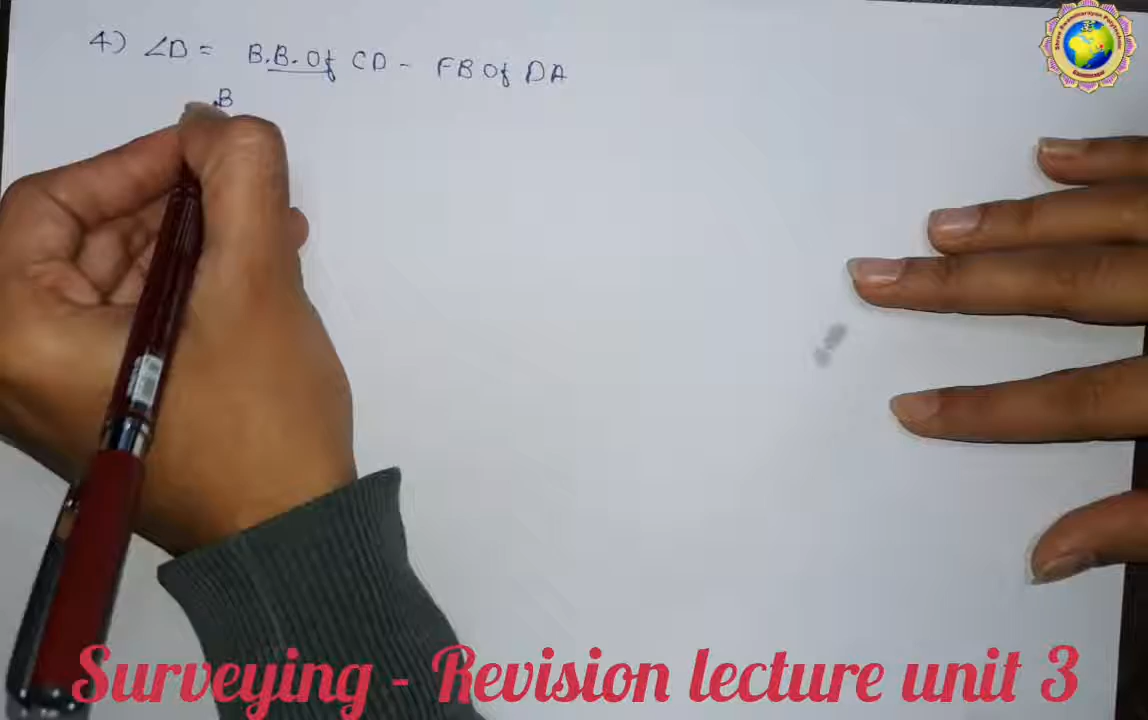 4) ∠D = B.B. Of CD - FB Of DA
B
Surveying - Revision lecture unit 3